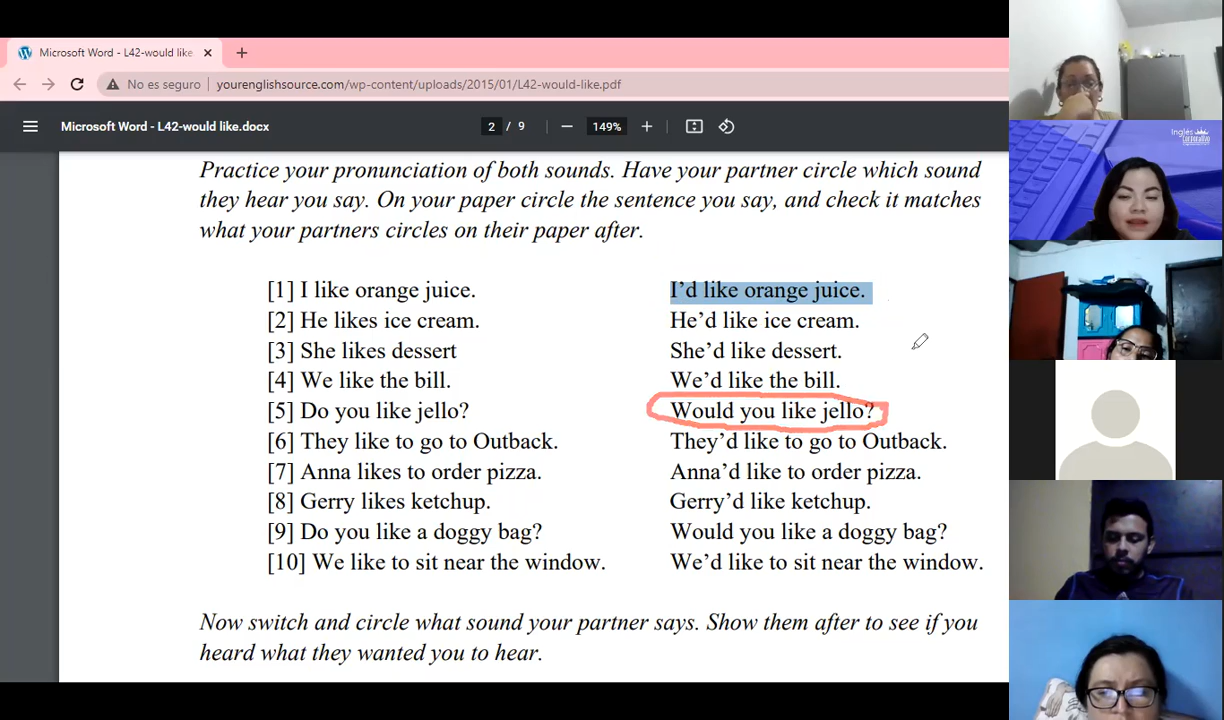 Microsoft Word - L42-would like
No es seguro yourenglishsource.com/wp-content/uploads/2015/01/L42-would-like.pdf
Microsoft Word - L42-would like.docx 2 / 9 149%
Inglés
Corporativo
Practice your pronunciation of both sounds. Have your partner circle which sound
they hear you say. On your paper circle the sentence you say, and check it matches
what your partners circles on their paper after.
[1] I like orange juice. I'd like orange juice.
[2] He likes ice cream. He'd like ice cream.
[3] She likes dessert She'd like dessert.
[4] We like the bill. We'd like the bill.
[5] Do you like jello? Would you like jello?
[6] They like to go to Outback. They'd like to go to Outback.
[7] Anna likes to order pizza. Anna'd like to order pizza.
[8] Gerry likes ketchup. Gerry'd like ketchup.
[9] Do you like a doggy bag? Would you like a doggy bag?
[10] We like to sit near the window. We'd like to sit near the window.
Now switch and circle what sound your partner says. Show them after to see if you
heard what they wanted you to hear.